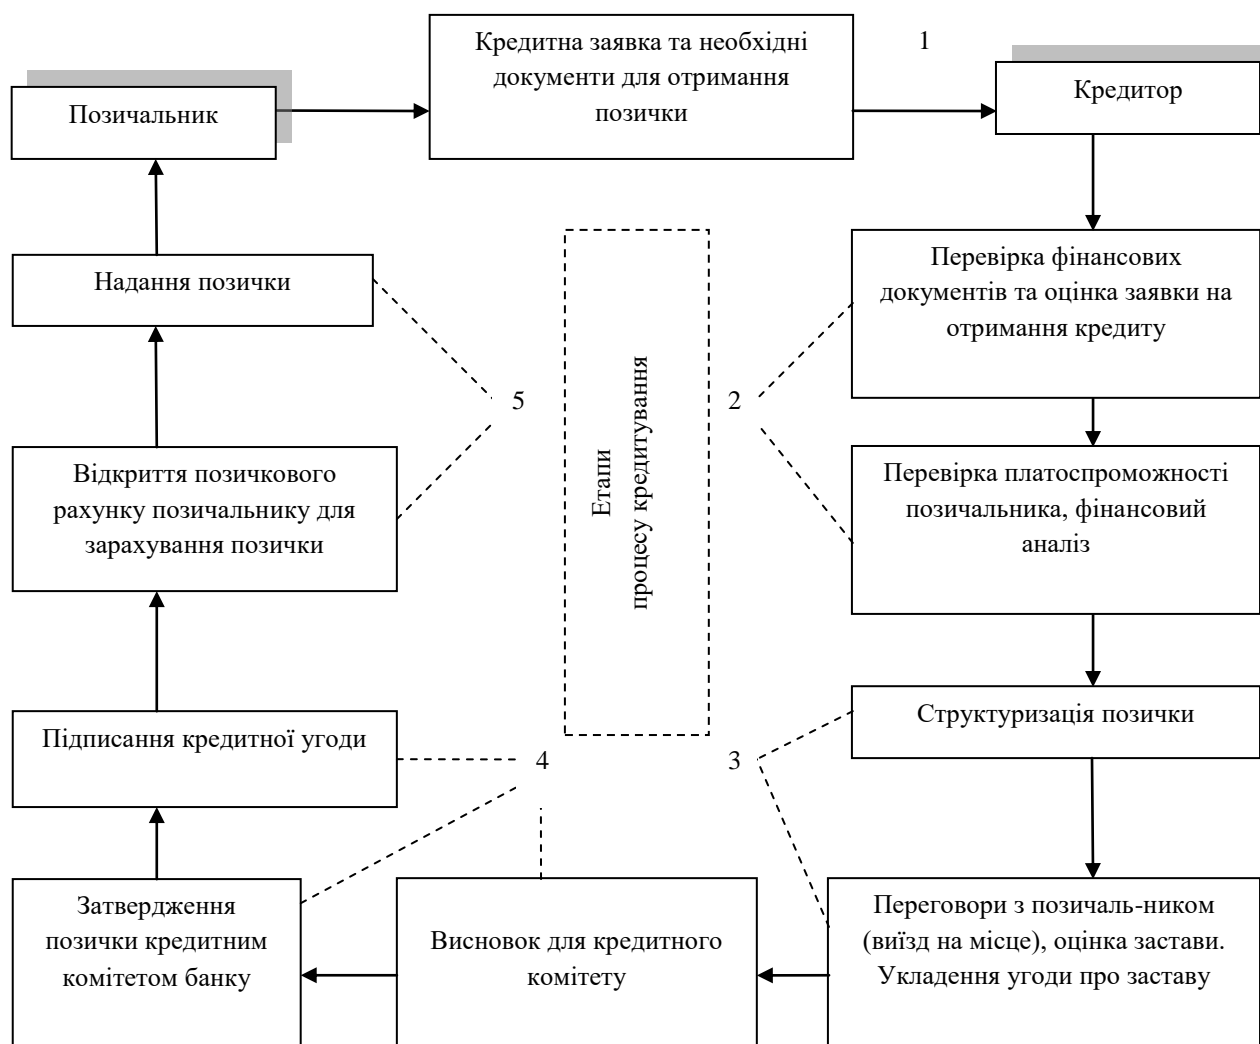 Кредитна заявка та необхідні
документи для отримання
позички
1
Позичальник
Кредитор
Надання позички
Перевірка фінансових
документів та оцінка заявки на
отримання кредиту
5
Етапи
процесу кредитування
2
Відкриття позичкового
рахунку позичальнику для
зарахування позички
Перевірка платоспроможності
позичальника, фінансовий
аналіз
Підписання кредитної угоди
4
3
Структуризація позички
Затвердження
позички кредитним
комітетом банку
Висновок для кредитного
комітету
Переговори з позичаль-ником
(виїзд на місце), оцінка застави.
Укладення угоди про заставу